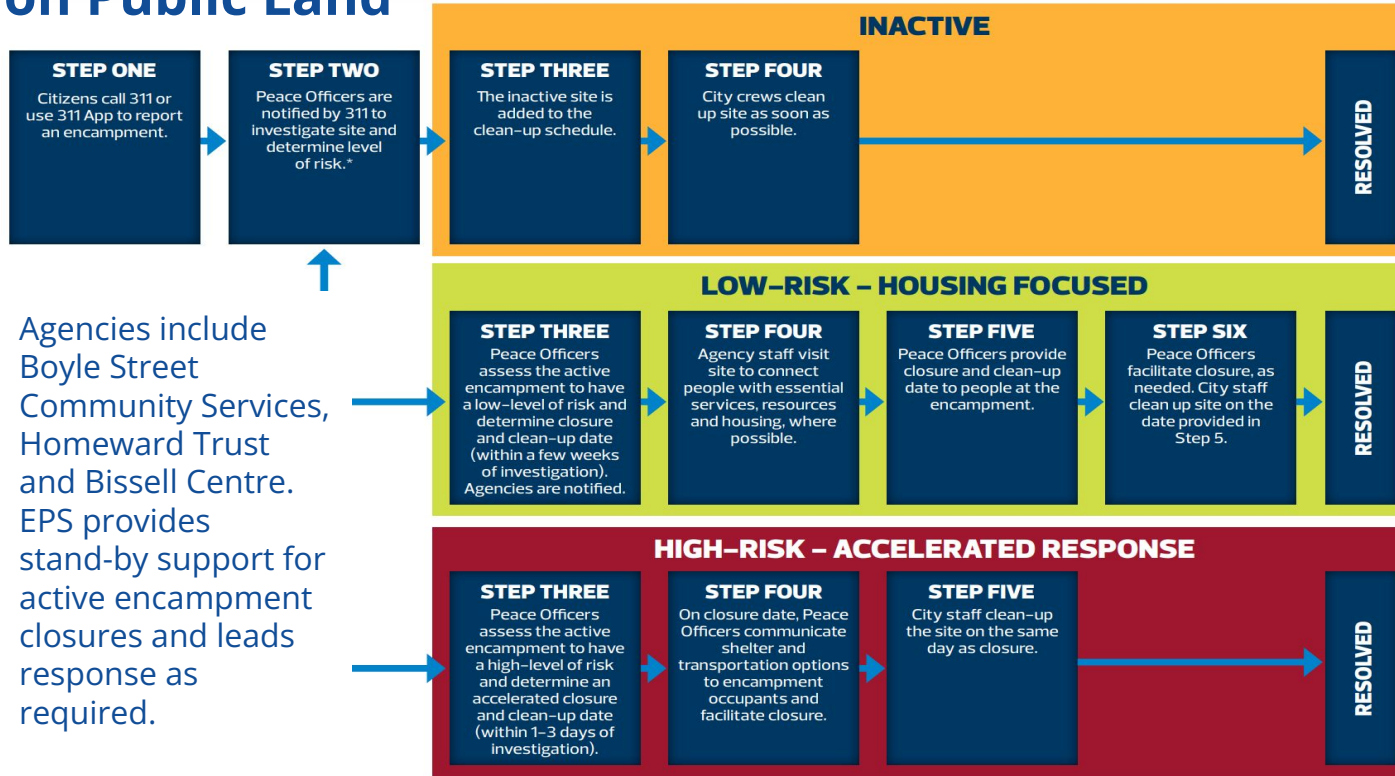 on Public Land
STEP ONE
Citizens call 311 or
use 311 App to report
an encampment.
STEP TWO
Peace Officers are
notified by 311 to
investigate site and
determine level
of risk.*
INACTIVE
STEP THREE
The inactive site is
added to the
clean-up schedule.
STEP FOUR
City crews clean
up site as soon as
possible.
RESOLVED
Agencies include
Boyle Street
Community Services,
Homeward Trust
and Bissell Centre.
EPS provides
stand-by support for
active encampment
closures and leads
response as
required.
LOW-RISK – HOUSING FOCUSED
STEP THREE
Peace Officers
assess the active
encampment to have
a low-level of risk and
determine closure
and clean-up date
(within a few weeks
of investigation).
Agencies are notified.
STEP FOUR
Agency staff visit
site to connect
people with essential
services, resources
and housing, where
possible.
STEP FIVE
Peace Officers provide
closure and clean-up
date to people at the
encampment.
STEP SIX
Peace Officers
facilitate closure, as
needed. City staff
clean up site on the
date provided in
Step 5.
RESOLVED
HIGH-RISK – ACCELERATED RESPONSE
STEP THREE
Peace Officers
assess the active
encampment to have
a high-level of risk
and determine an
accelerated closure
and clean-up date
(within 1-3 days of
investigation).
STEP FOUR
On closure date, Peace
Officers communicate
shelter and
transportation options
to encampment
occupants and
facilitate closure.
STEP FIVE
City staff clean-up
the site on the same
day as closure.
RESOLVED